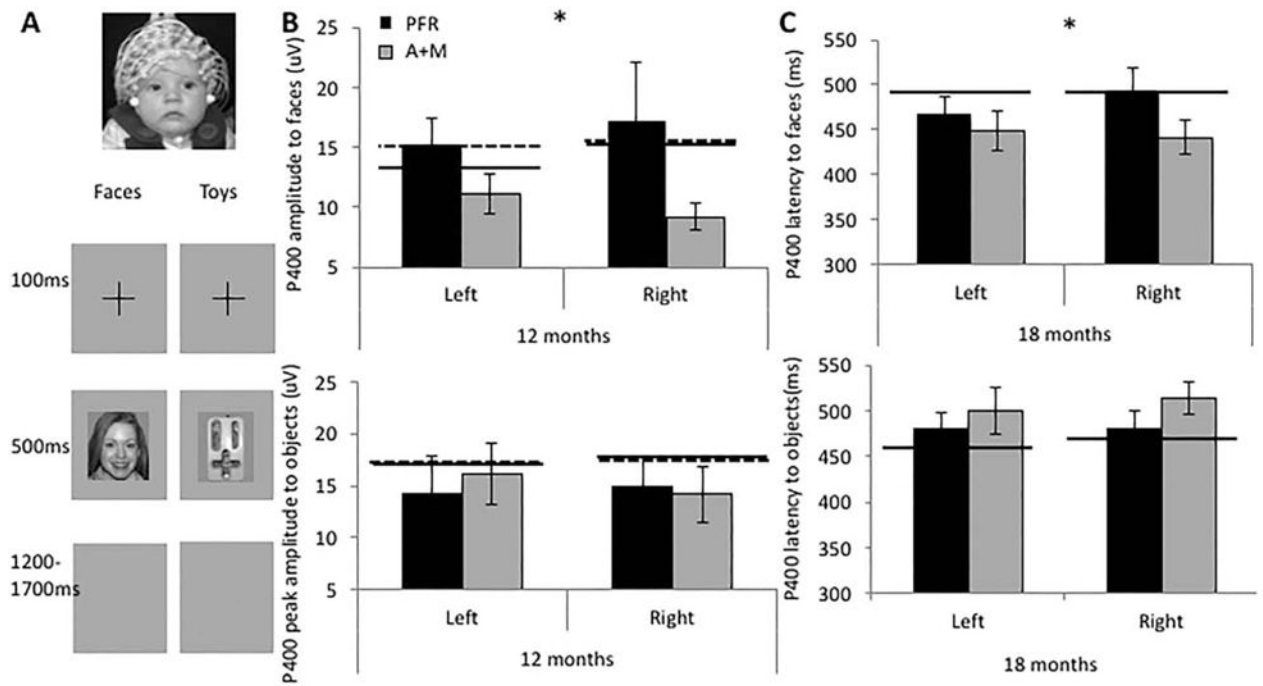 A
Faces
Toys
100ms
500ms
1200-
1700ms
B
*
PFR
A+M
P400 amplitude to faces (uV)
25
20
15
10
5
Left
Right
12 months
P400 peak amplitude to objects (uV)
25
20
15
10
5
Left
Right
12 months
C
*
P400 latency to faces (ms)
550
500
450
400
350
300
Left
Right
18 months
P400 latency to objects(ms)
550
500
450
400
350
300
Left
Right
18 months